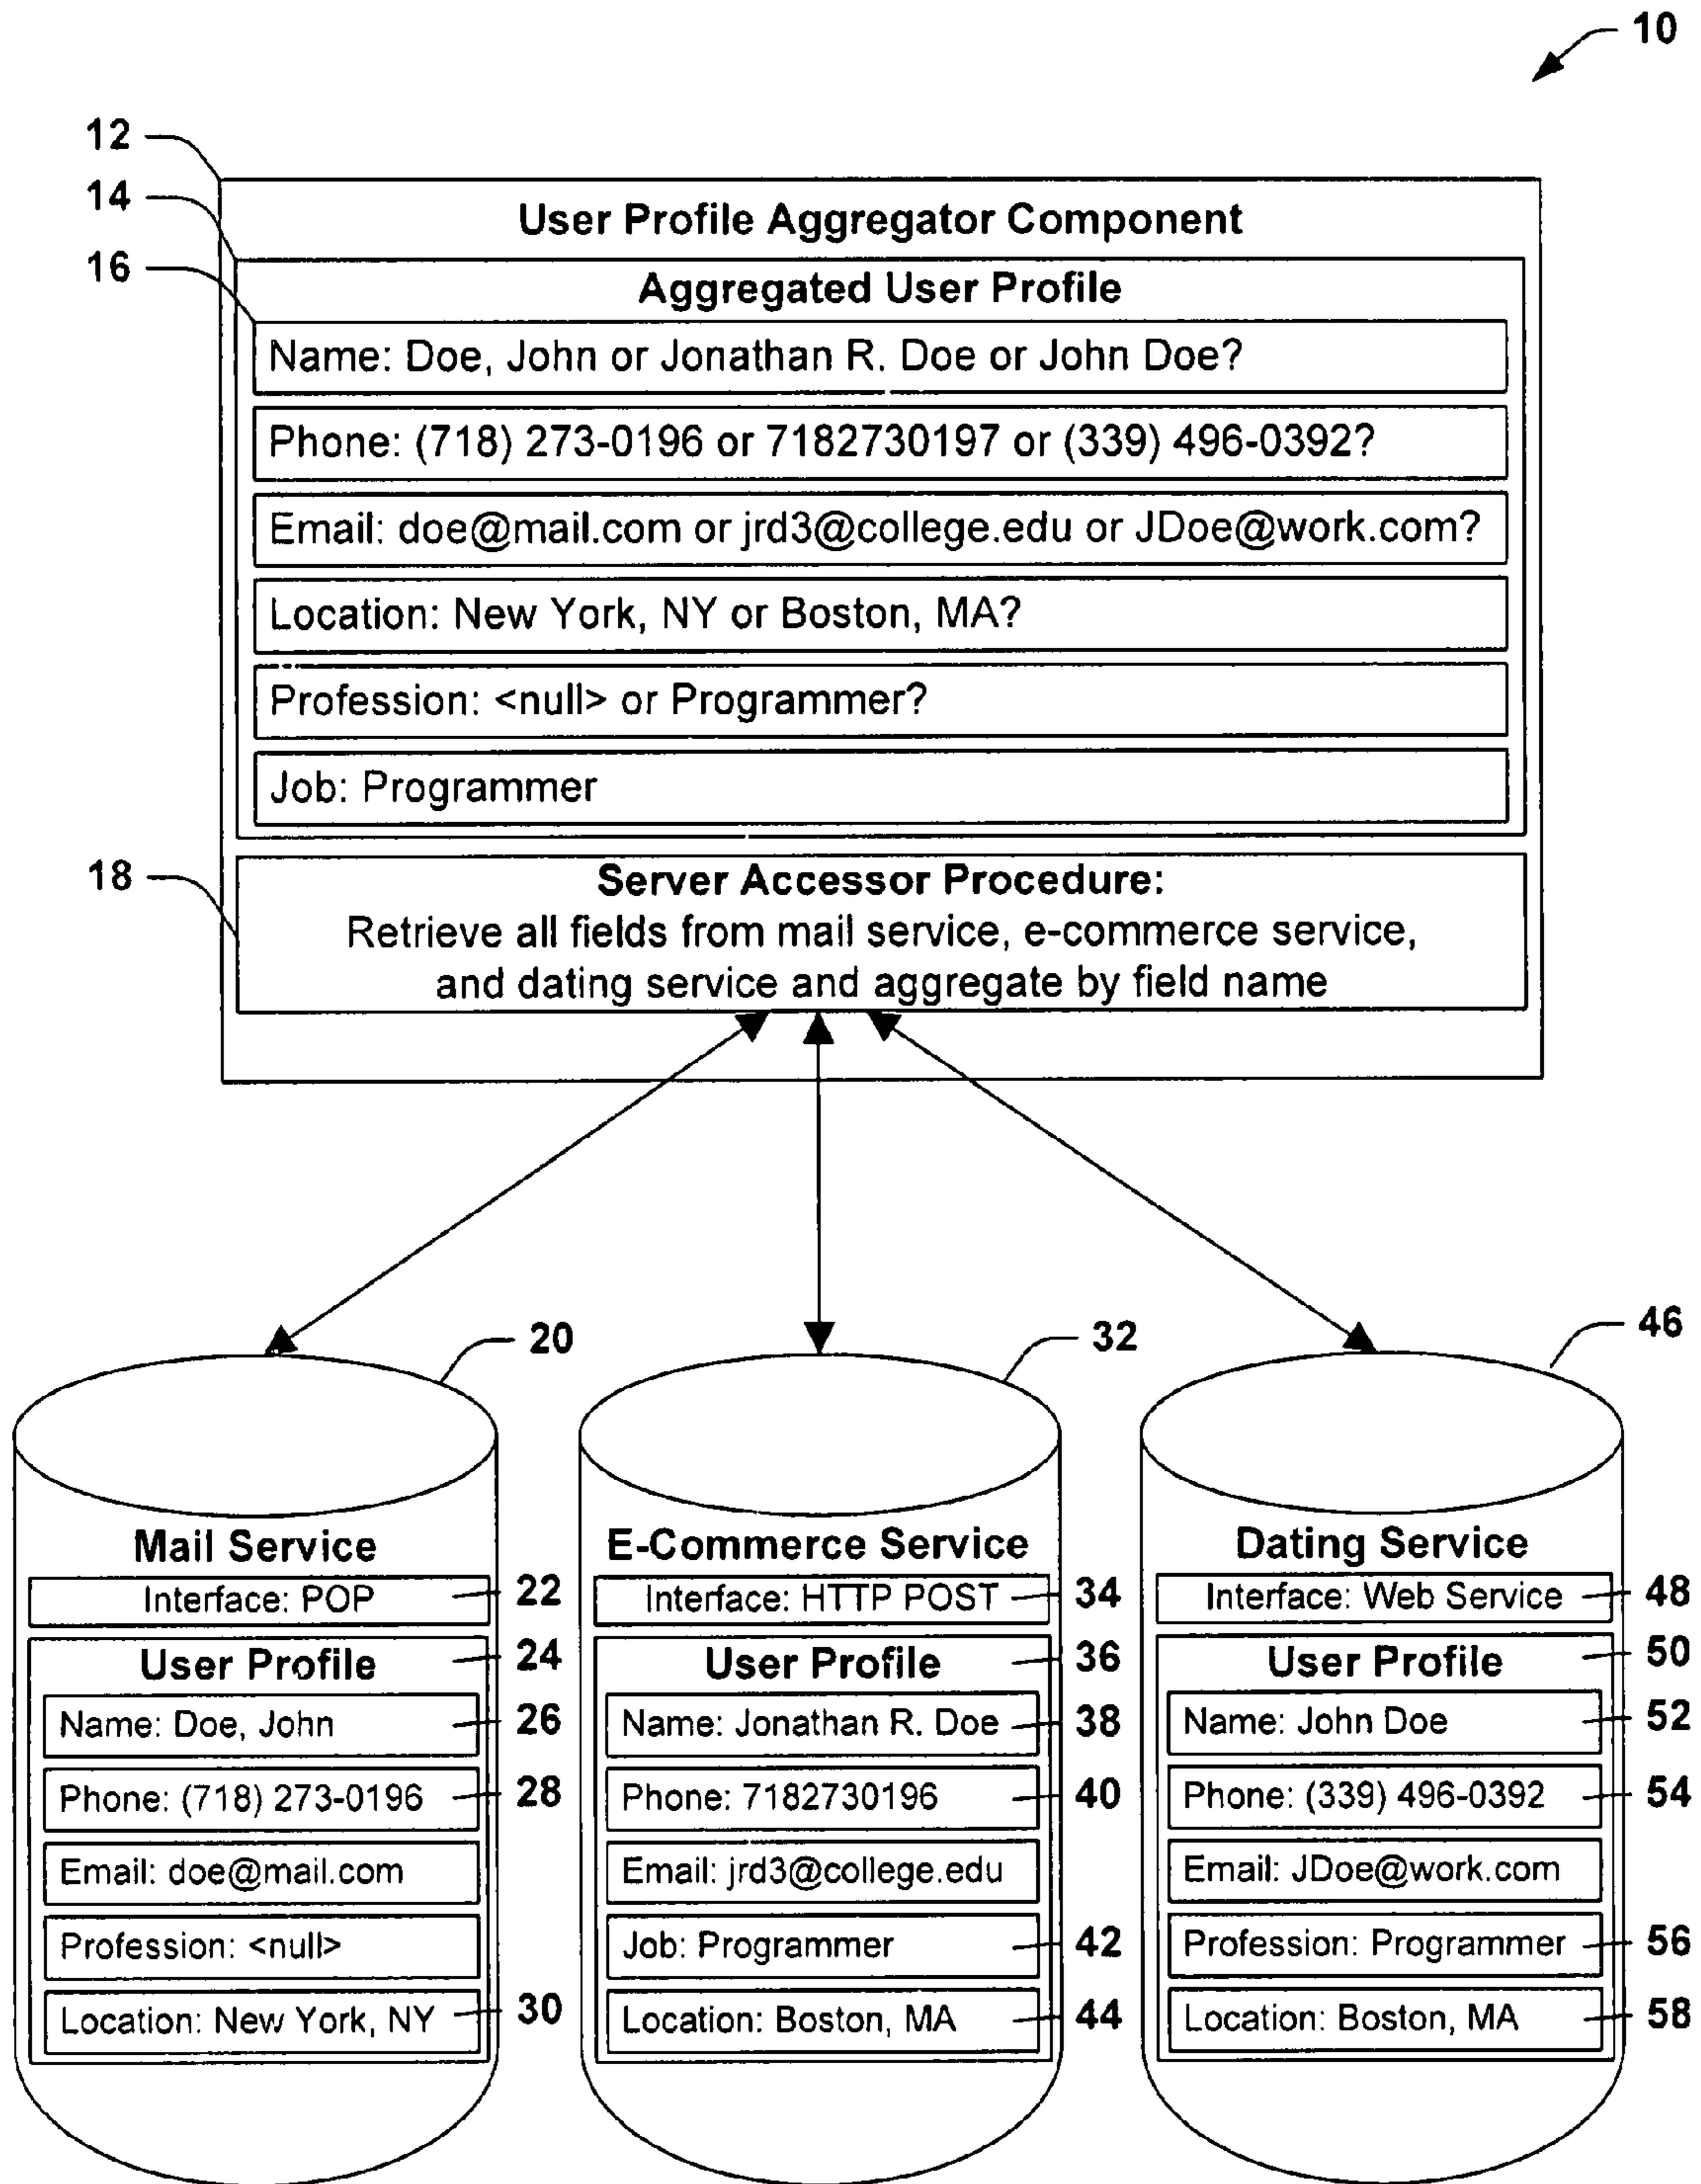 10
12
User Profile Aggregator Component
14
Aggregated User Profile
16
Name: Doe, John or Jonathan R. Doe or John Doe?
Phone: (718) 273-0196 or 7182730197 or (339) 496-0392?
Email: doe@mail.com or jrd3@college.edu or JDoe@work.com?
Location: New York, NY or Boston, MA?
Profession: <null> or Programmer?
Job: Programmer
18
Server Accessor Procedure:
Retrieve all fields from mail service, e-commerce service,
and dating service and aggregate by field name
20
Mail Service
Interface: POP 22
User Profile 24
Name: Doe, John 26
Phone: (718) 273-0196 28
Email: doe@mail.com
Profession: <null>
Location: New York, NY 30
32
E-Commerce Service
Interface: HTTP POST 34
User Profile 36
Name: Jonathan R. Doe 38
Phone: 7182730196 40
Email: jrd3@college.edu
Job: Programmer 42
Location: Boston, MA 44
46
Dating Service
Interface: Web Service 48
User Profile 50
Name: John Doe 52
Phone: (339) 496-0392 54
Email: JDoe@work.com
Profession: Programmer 56
Location: Boston, MA 58